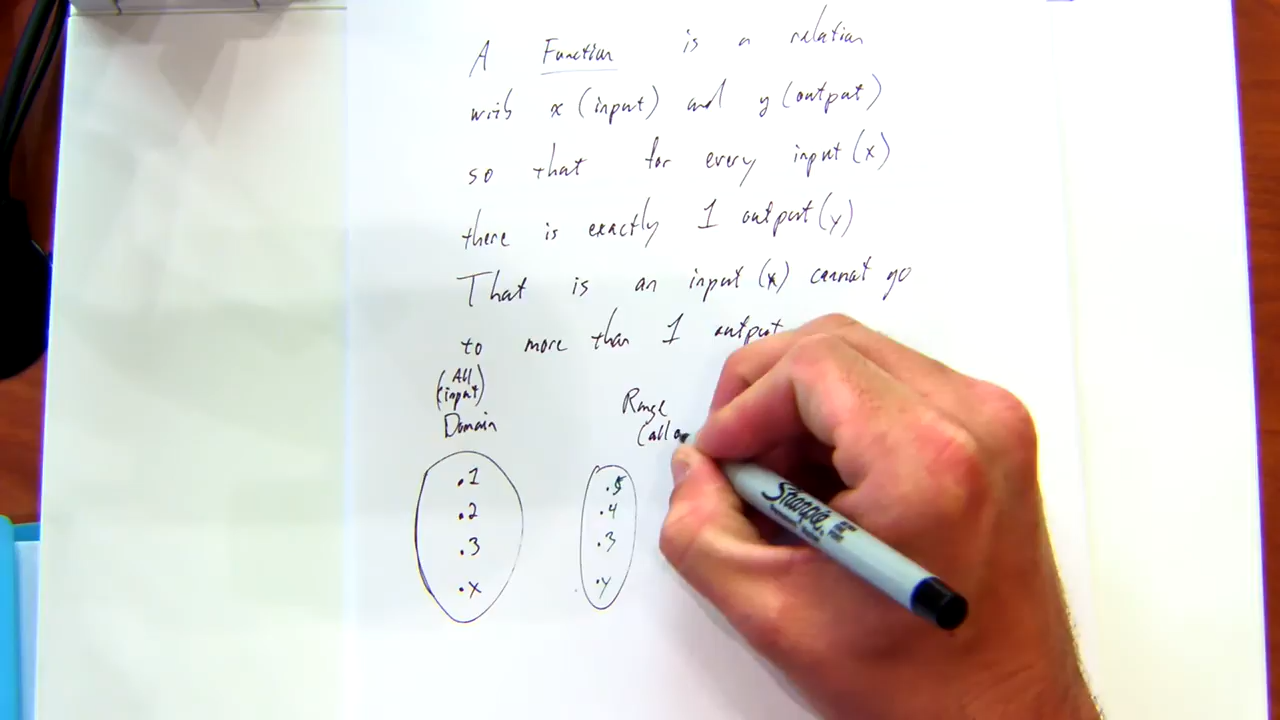 A Function is a relation
with x (input) and y (output)
so that for every input (x)
there is exactly 1 output (y)
That is an input (x) cannot go
to more than 1 output
(All input)
Domain
Range
(all o
.1
.2
.3
.x
.5
.4
.3
.y
Sharpie